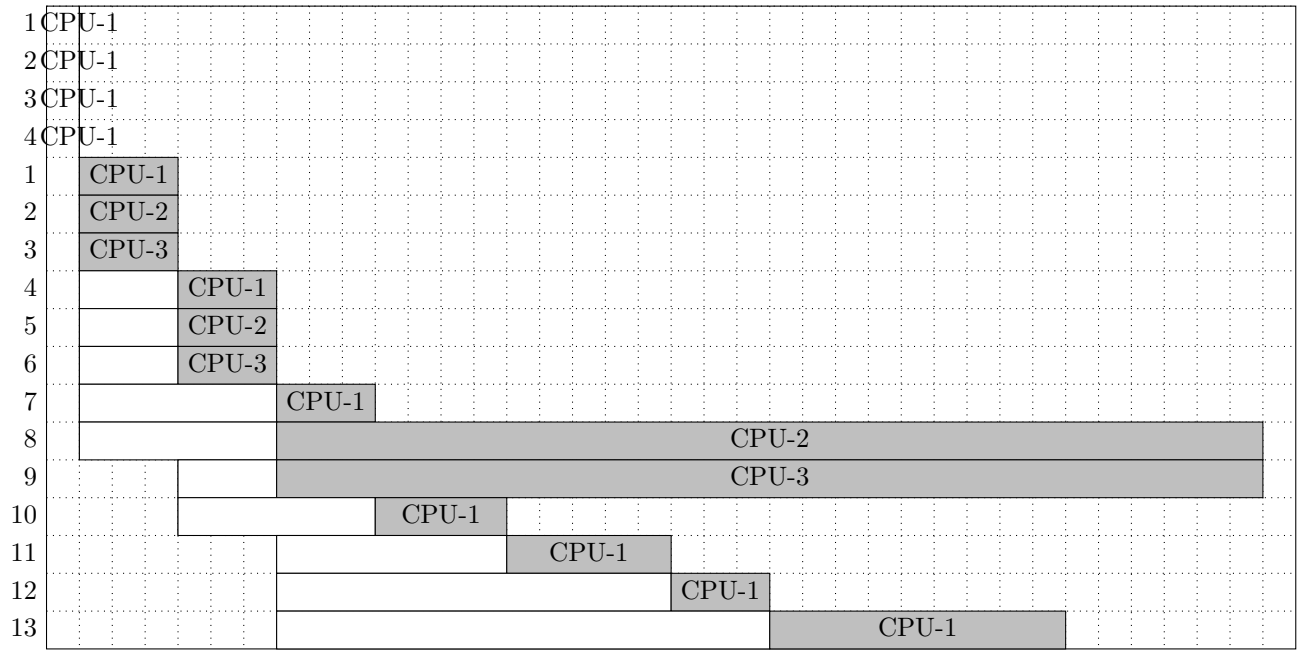 1 CPU-1
2 CPU-1
3 CPU-1
4 CPU-1
1 CPU-1
2 CPU-2
3 CPU-3
4 CPU-1
5 CPU-2
6 CPU-3
7 CPU-1
8 CPU-2
9 CPU-3
10 CPU-1
11 CPU-1
12 CPU-1
13 CPU-1